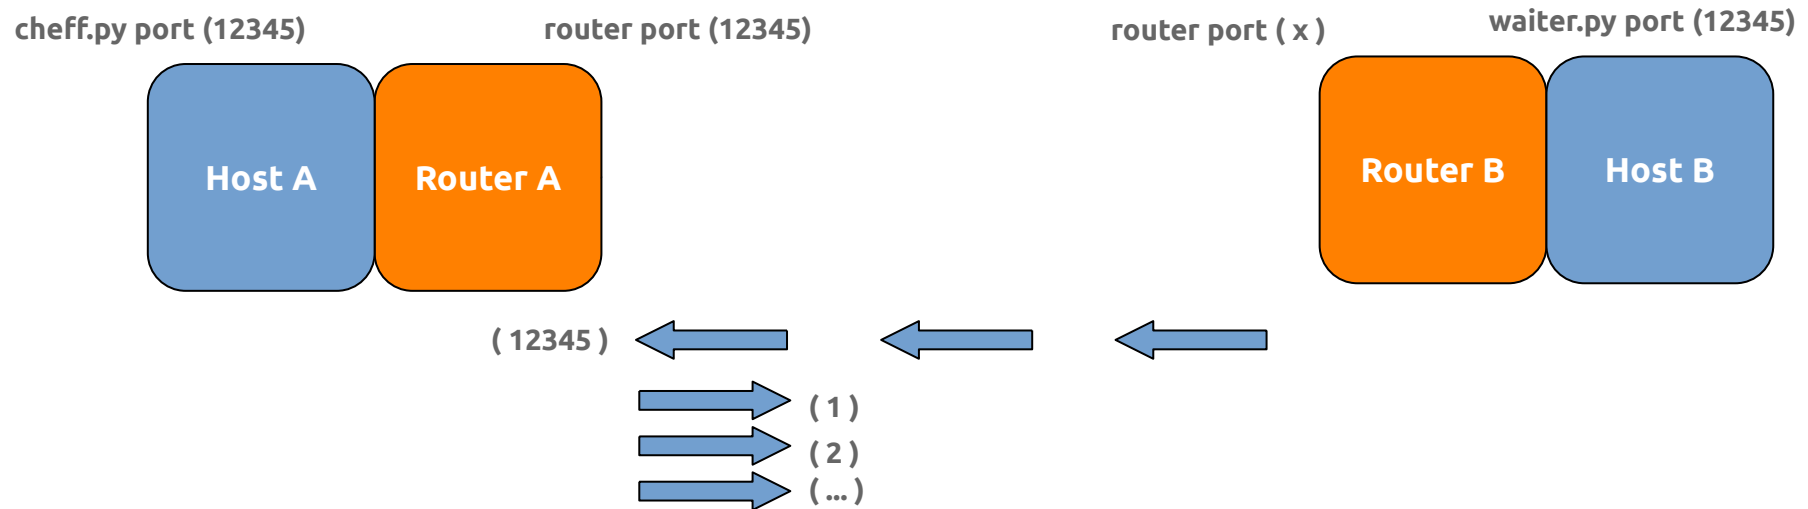 cheff.py port (12345)
router port (12345)
router port ( x )
waiter.py port (12345)
Host A
Router A
Router B
Host B
( 12345 )
( 1 )
( 2 )
( ... )